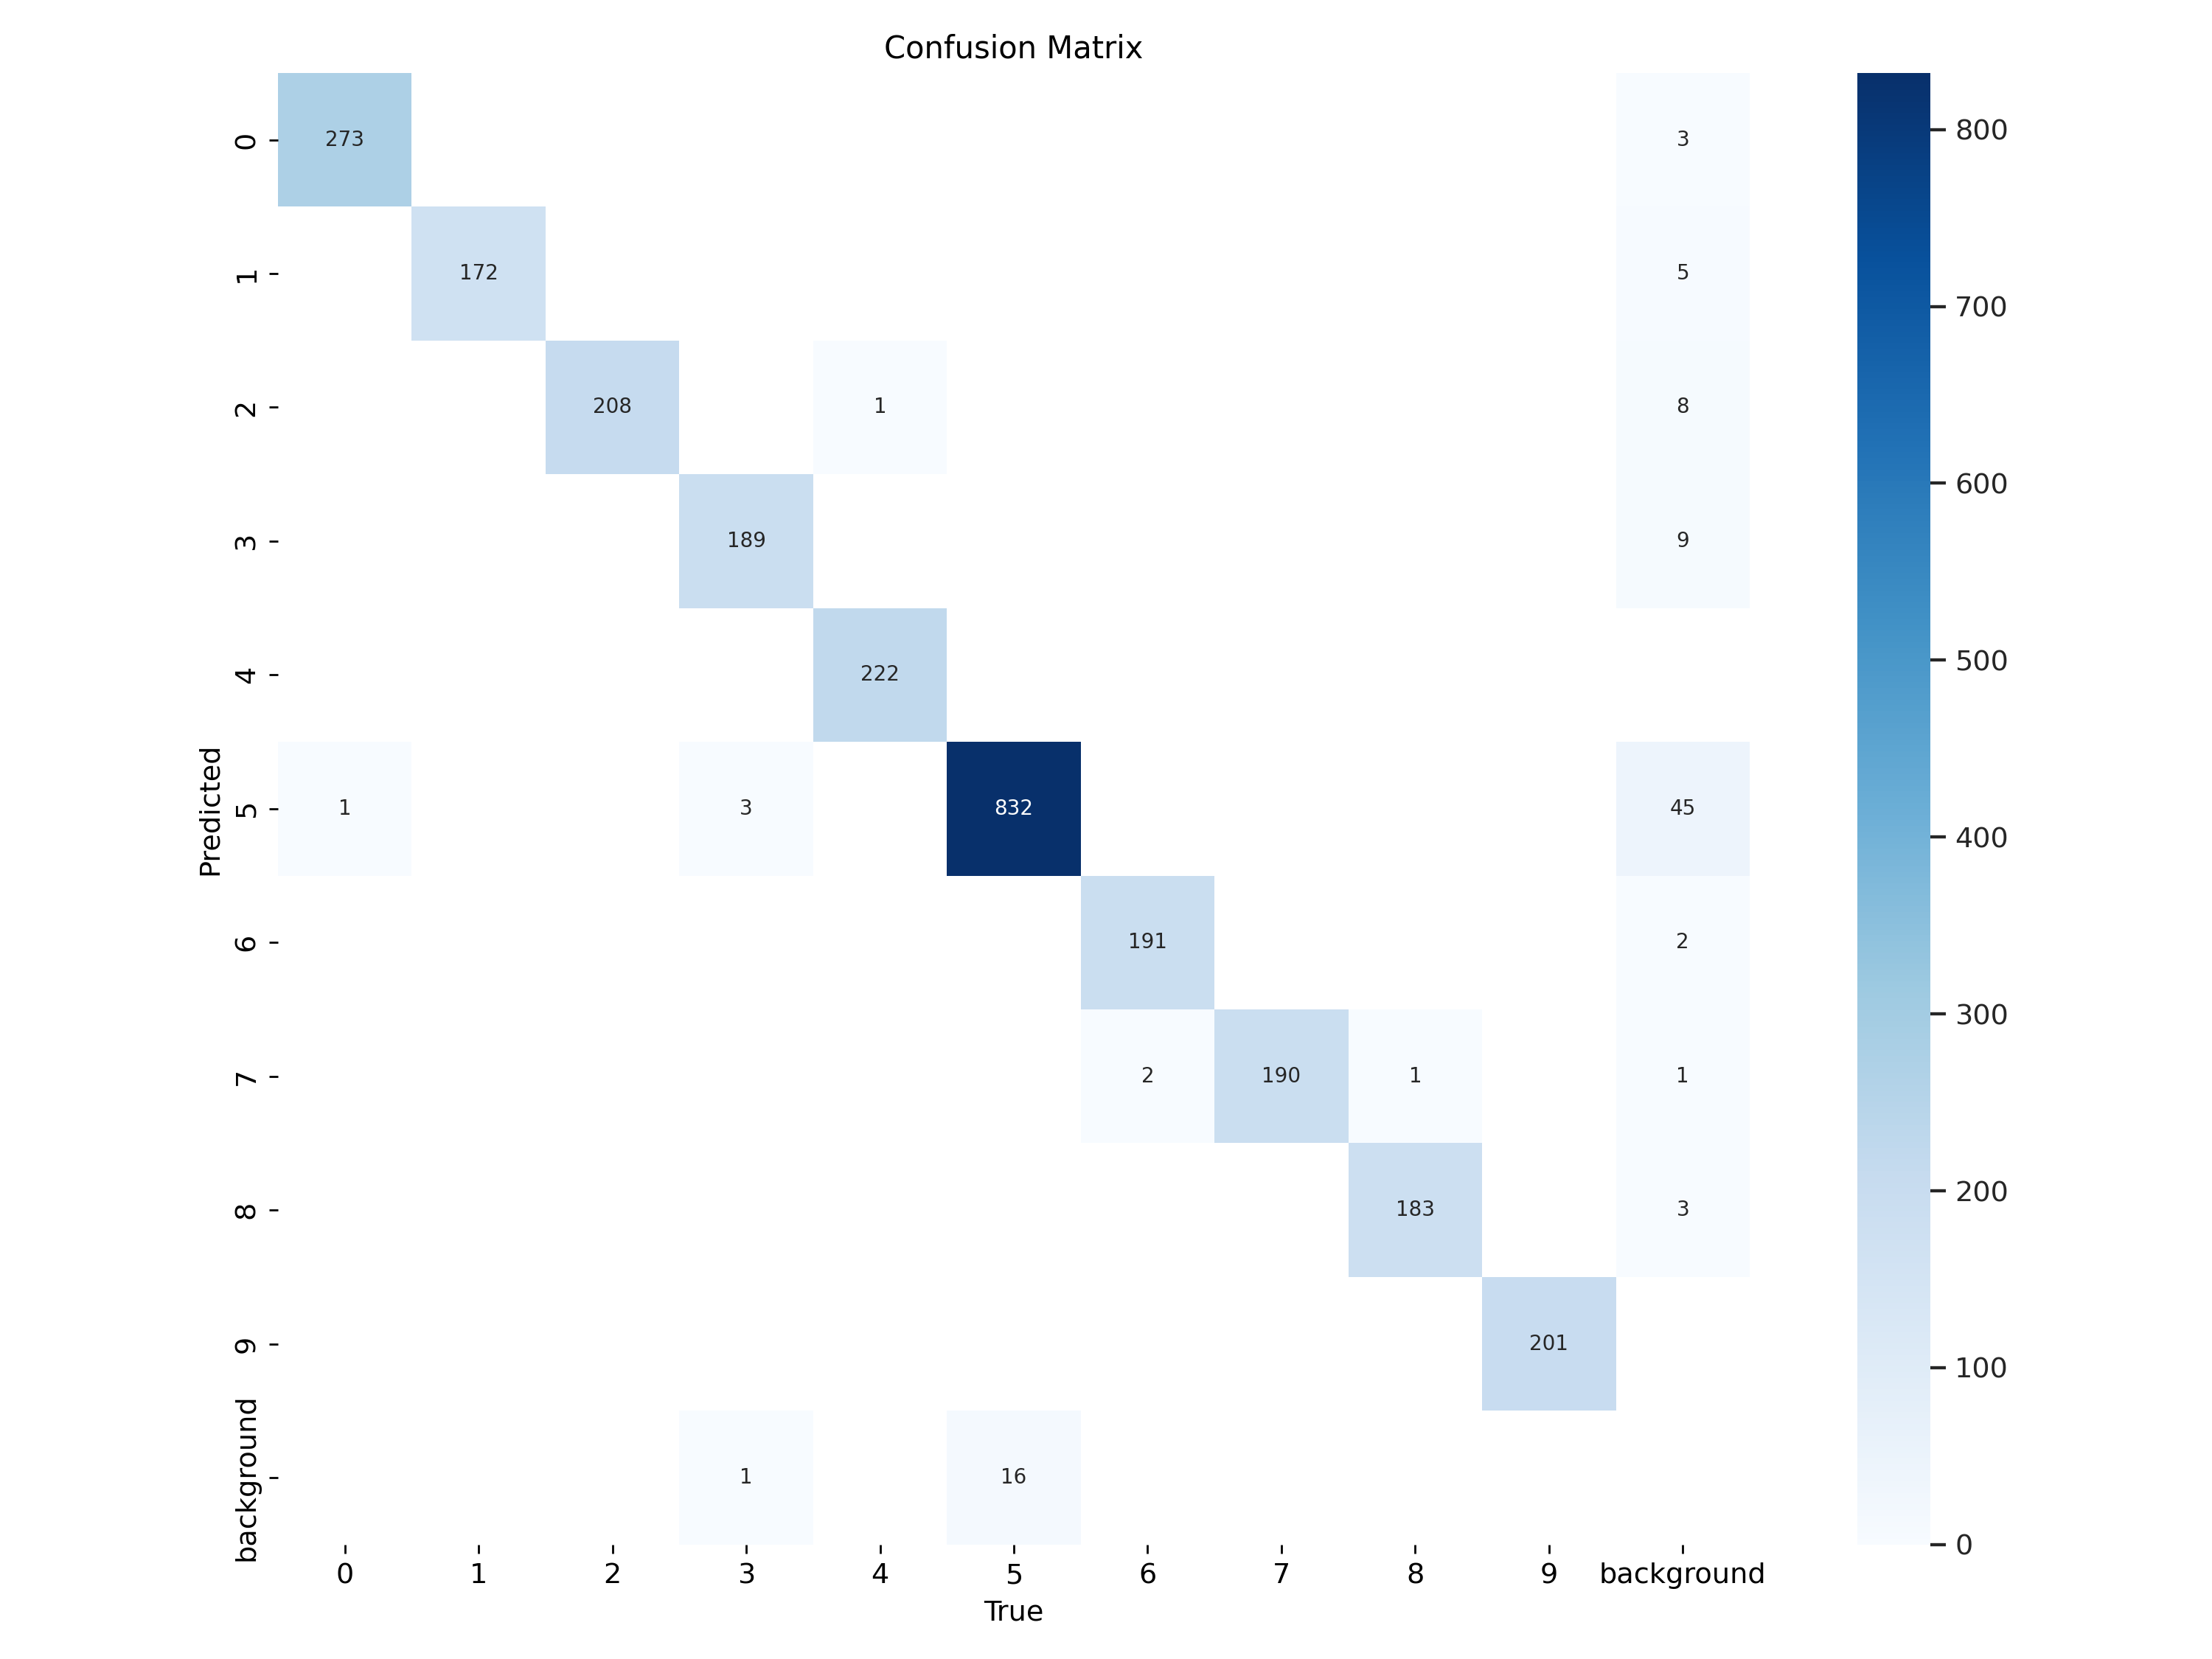 Confusion Matrix
0 273 3 800
1 172 5 700
2 208 1 8 600
3 189 9 500
4 222
Predicted 5 1 3 832 45 400
6 191 2 300
7 2 190 1 1
8 183 3 200
9 201 100
background 1 16 0
0 1 2 3 4 5 6 7 8 9 background
True